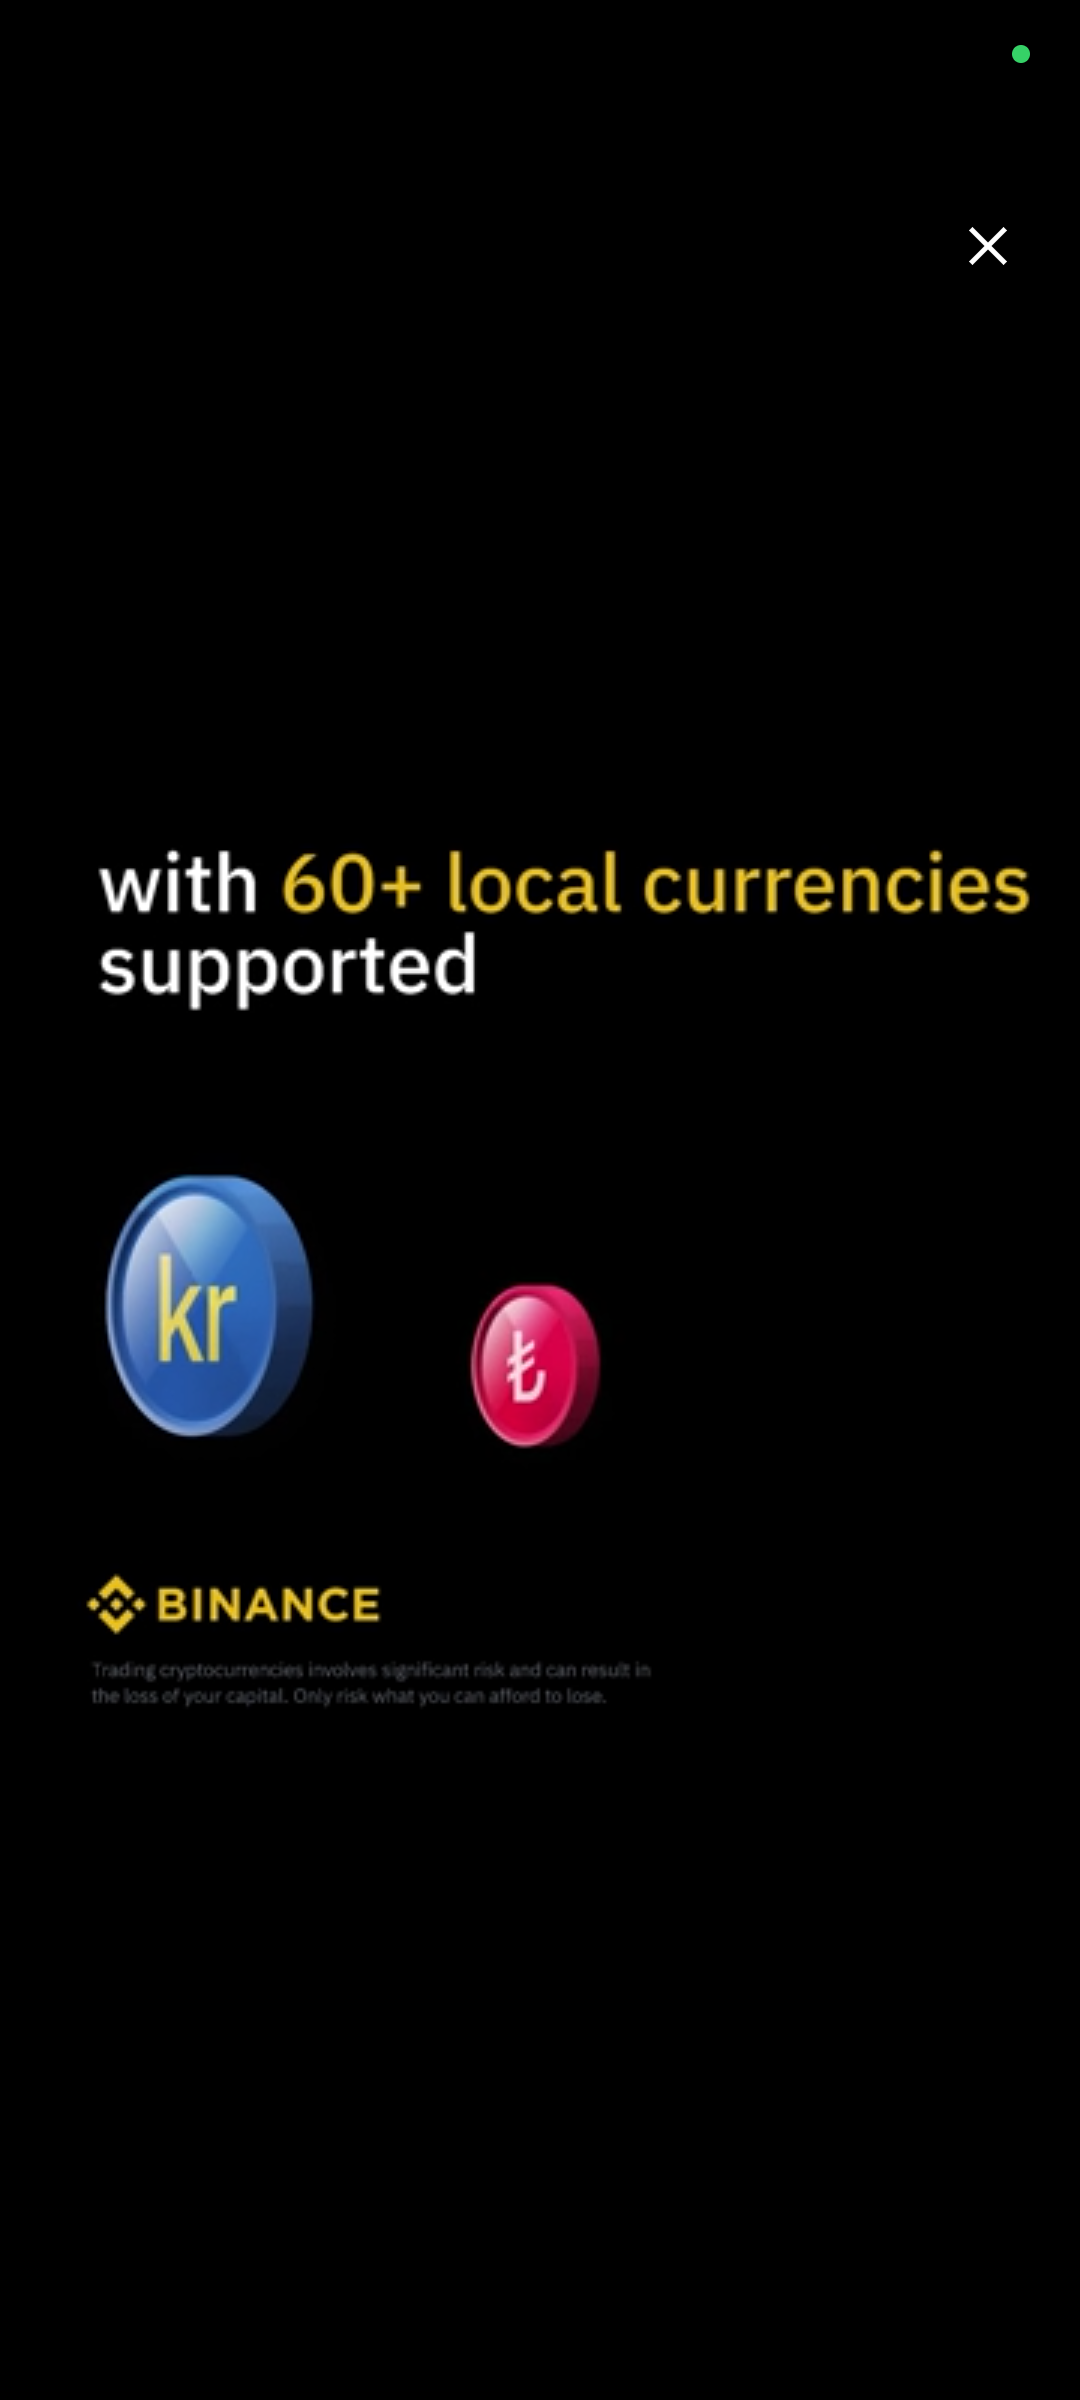 with 60+ local currencies
supported
kr
₺
BINANCE
Trading cryptocurrencies involves significant risk and can result in
the loss of your capital. Only risk what you can afford to lose.